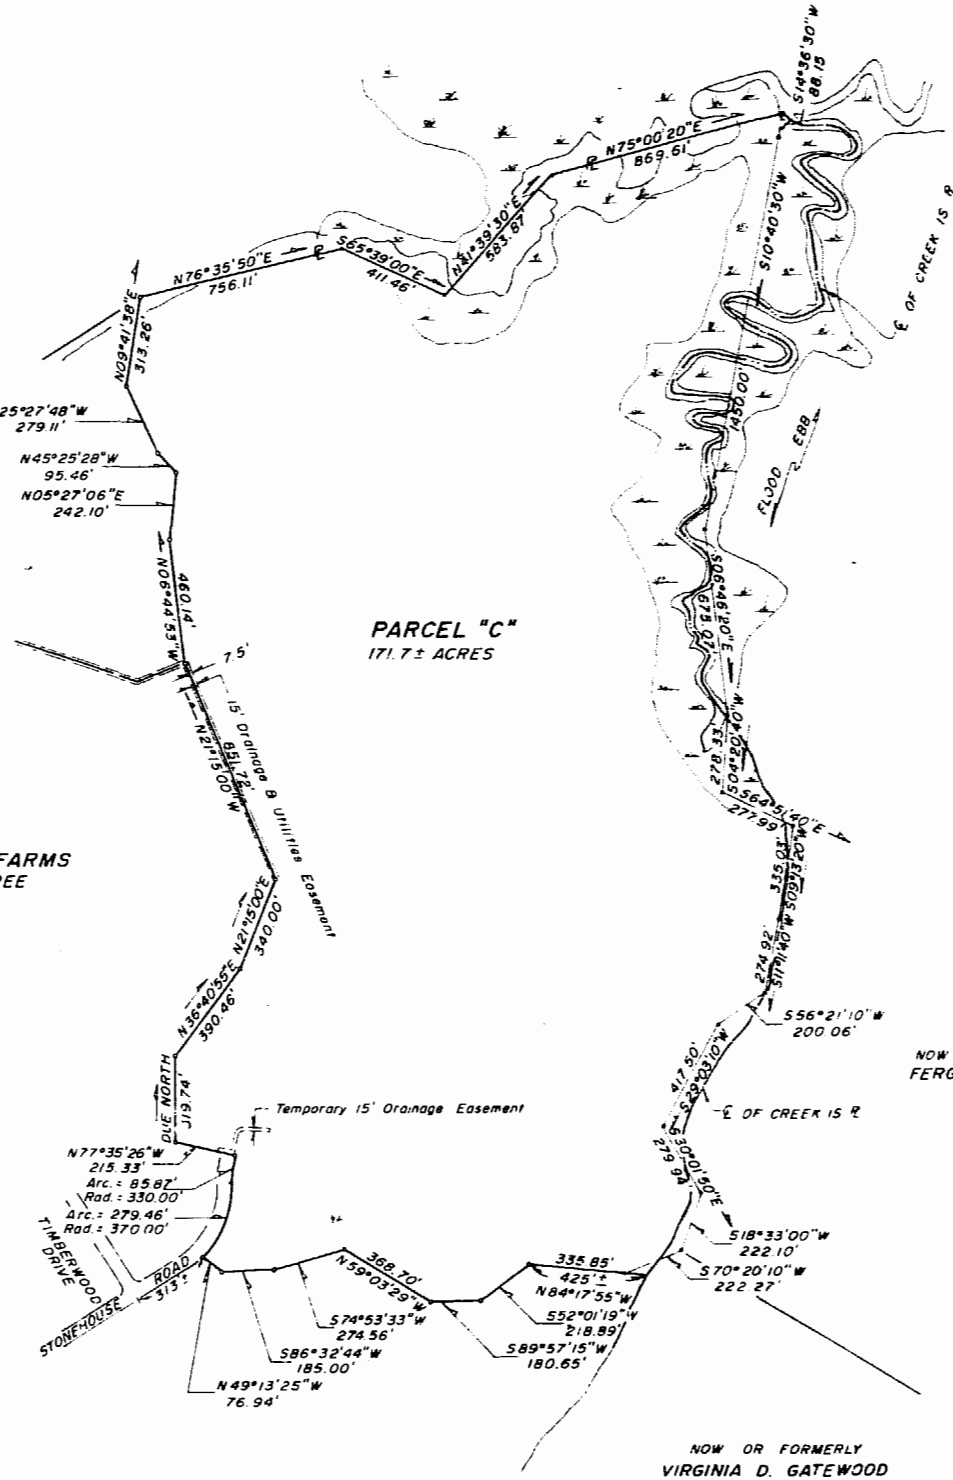 S14°36'30"W
88.15
N75°00'20"E
869.61'
N41°39'30"E
583.87'
S65°39'00"E
411.46'
N76°35'50"E
756.11'
N09°41'38"E
313.26'
25°27'48"W
279.11'
N45°25'28"W
95.46'
N05°27'06"E
242.10'
N06°44'53"W
460.14'
S10°40'30"W
1450.00
℄ OF CREEK IS ℞
FLOOD
EBB
PARCEL "C"
171.7± ACRES
7.5'
15' Drainage & Utilities Easement
N21°15'00"W
851.72'
S06°46'20"E
675.07'
S04°20'40"W
278.33'
S64°51'40"E
277.99'
S09°13'20"W
335.03'
S11°11'40"W
274.92'
S56°21'10"W
200.06'
FARMS
REE
N21°15'00"E
340.00'
N36°40'55"E
390.46'
DUE NORTH
319.74'
NOW
FERG
417.50'
S29°03'10"W
℄ OF CREEK IS ℞
S30°01'50"E
279.94'
Temporary 15' Drainage Easement
N77°35'26"W
215.33'
Arc. = 85.87'
Rad. = 330.00'
Arc. = 279.46'
Rad. = 370.00'
TIMBERWOOD
DRIVE
STONEHOUSE ROAD
313'±
S18°33'00"W
222.10'
S70°20'10"W
222.27'
335.85'
425'±
N84°17'55"W
368.70'
N59°03'29"W
S52°01'19"W
218.89'
S74°53'33"W
274.56'
S89°57'15"W
180.65'
S86°32'44"W
185.00'
N49°13'25"W
76.94'
NOW OR FORMERLY
VIRGINIA D. GATEWOOD